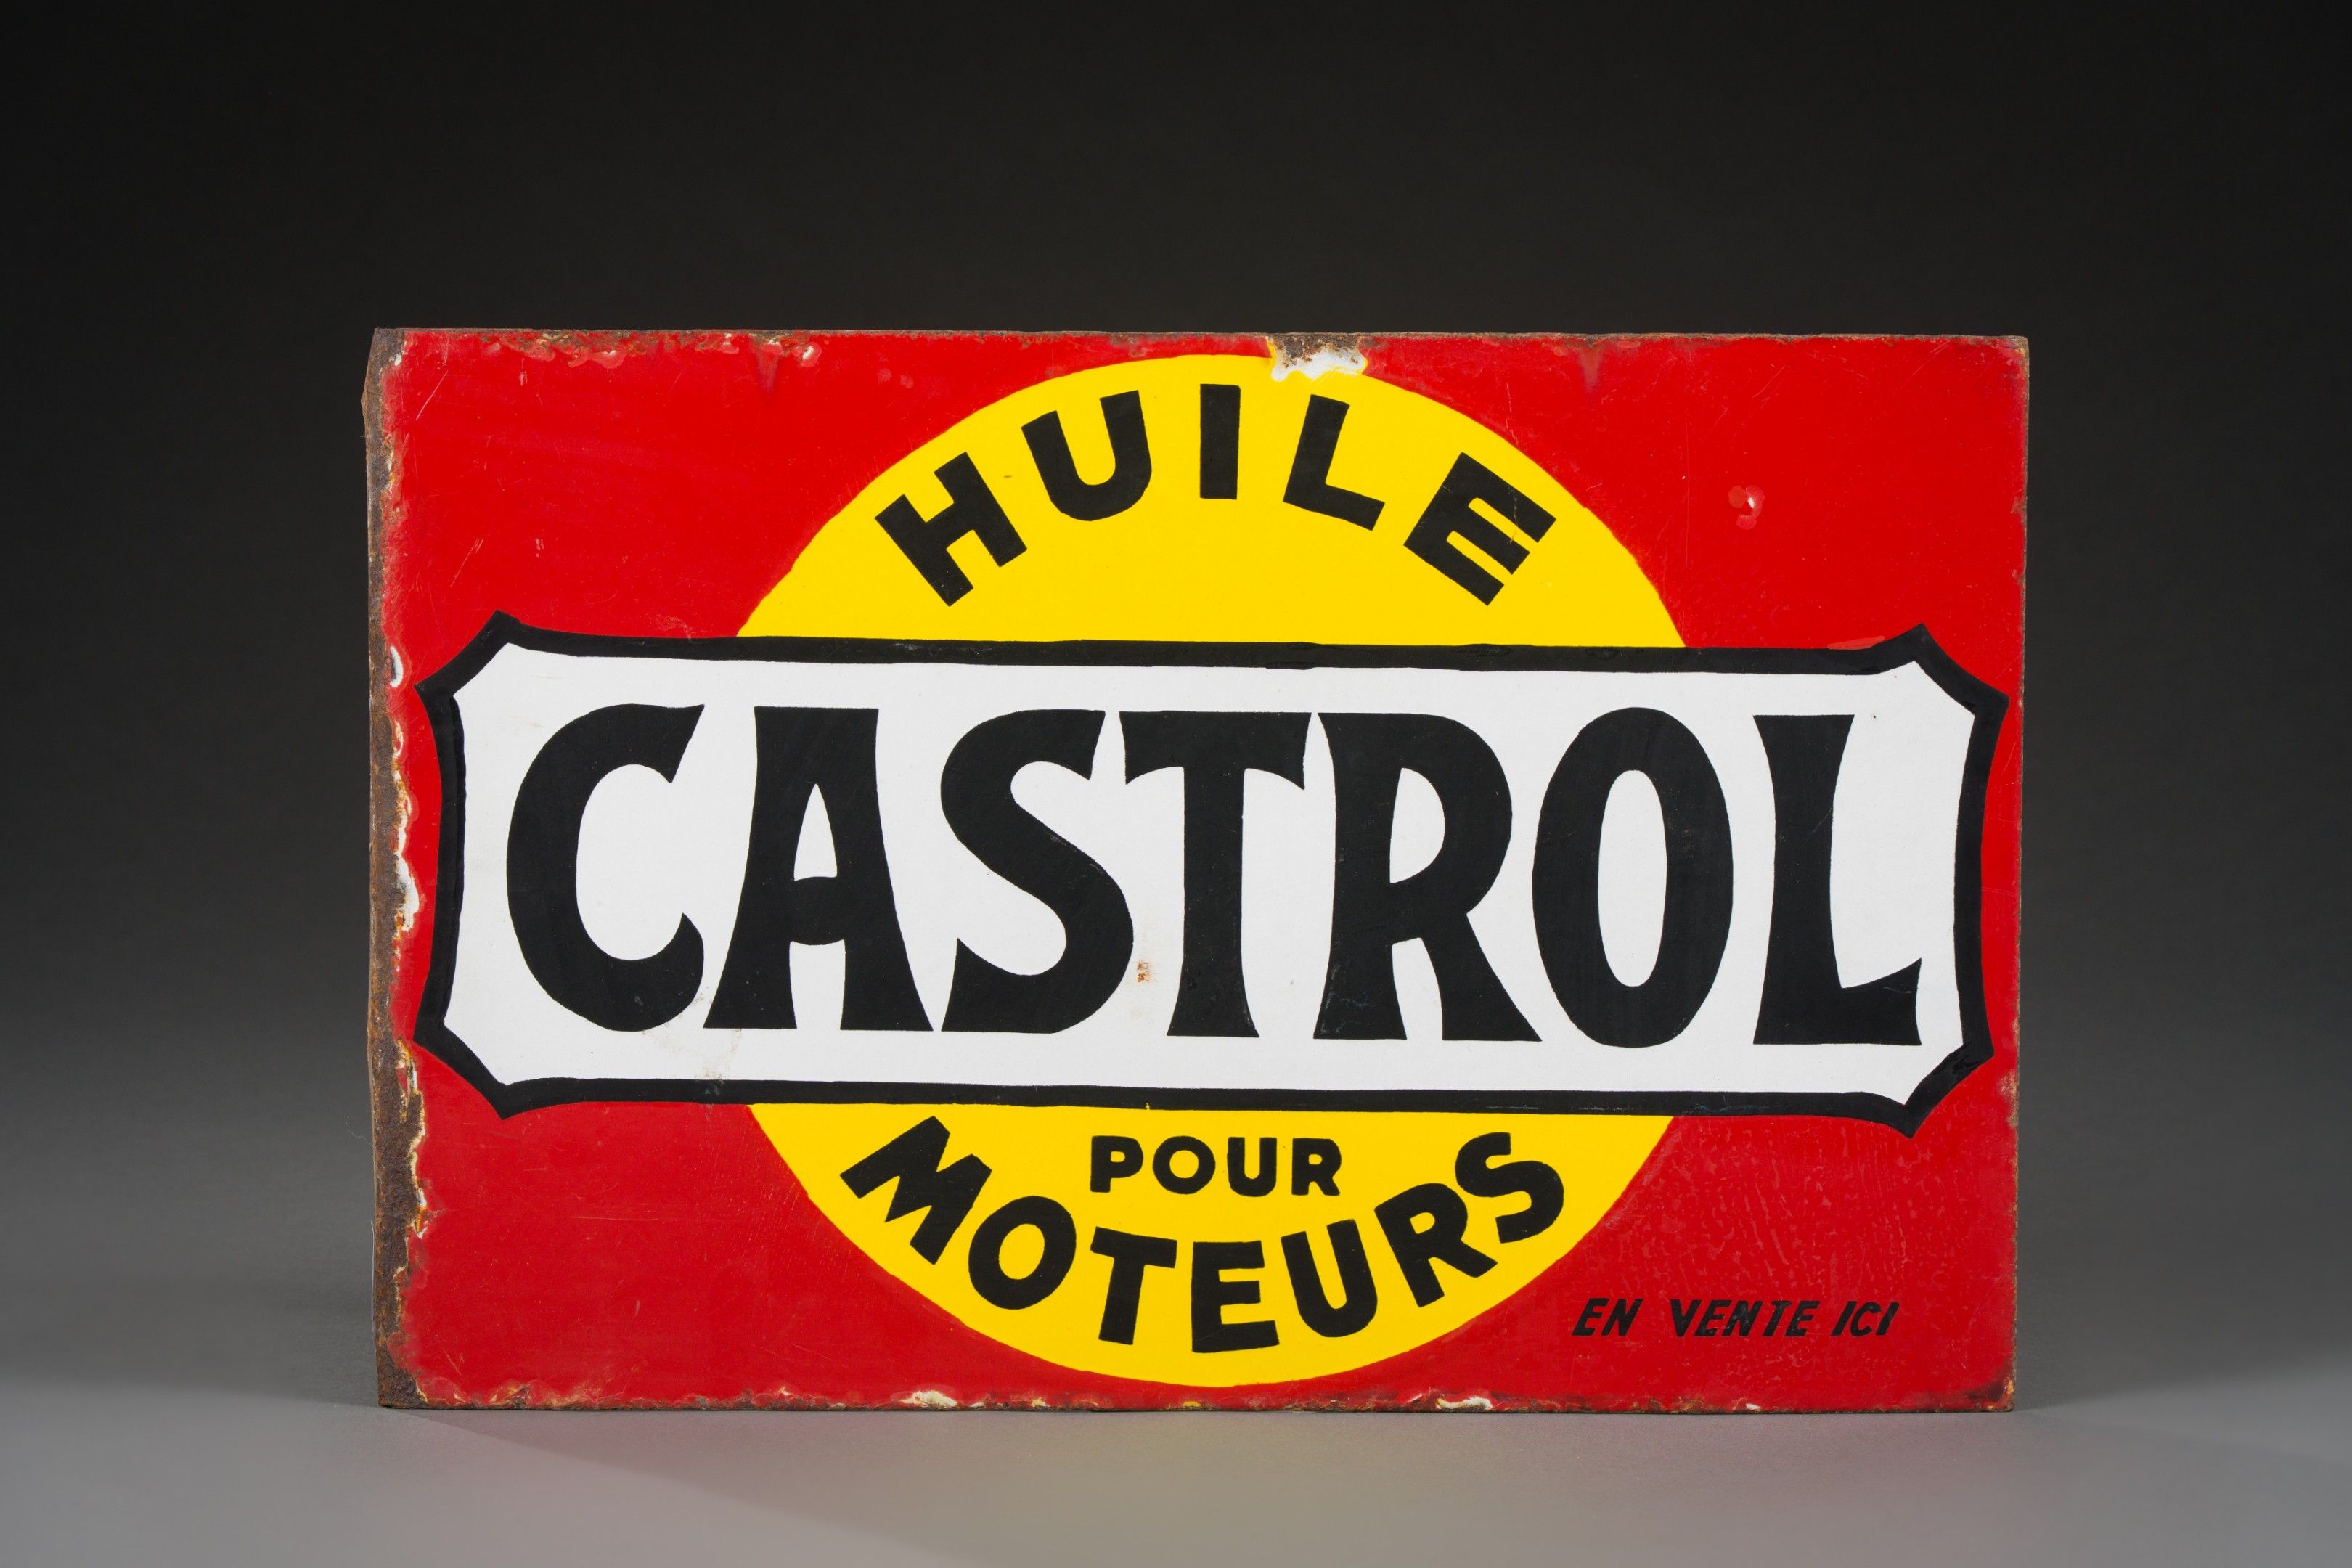 HUILE
CASTROL
POUR
MOTEURS
EN VENTE ICI